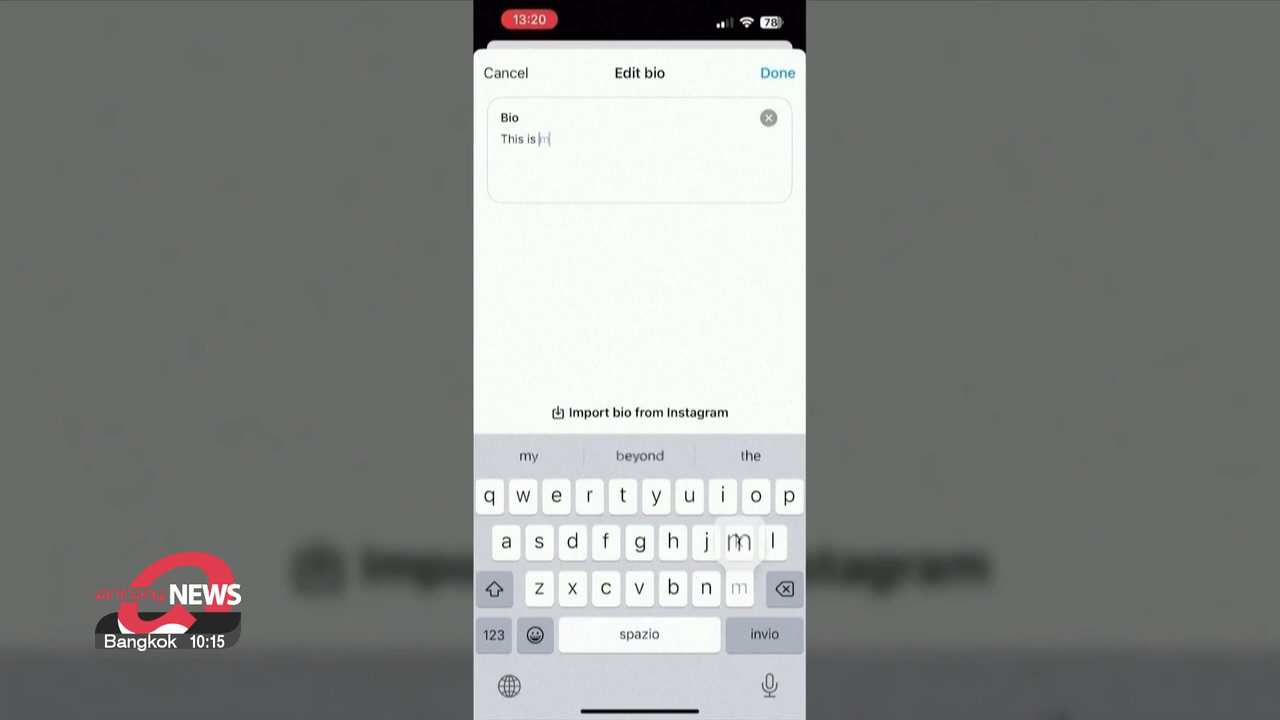 13:20
78
Cancel
Edit bio
Done
Bio
This is m
Import bio from Instagram
my
beyond
the
q w e r t y u i o p
a s d f g h j m l
z x c v b n m
123
spazio
invio
arirang NEWS
Bangkok 10:15